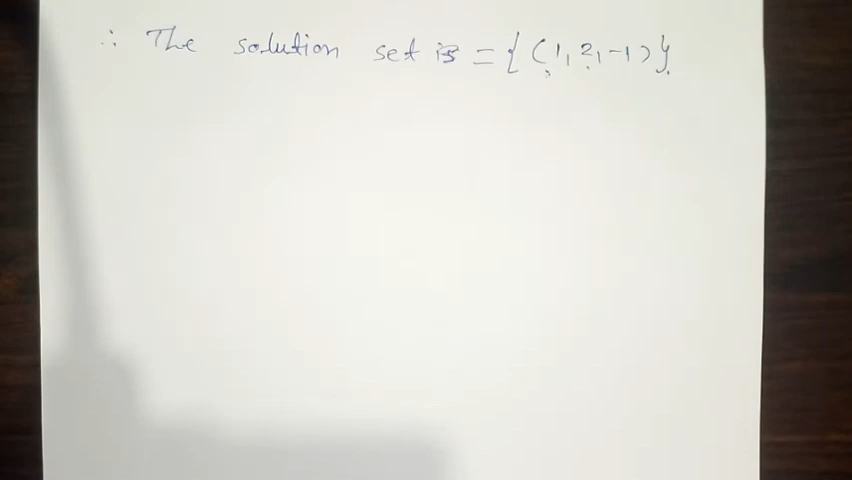 ∴ The solution set is = { (1, 2, -1) }